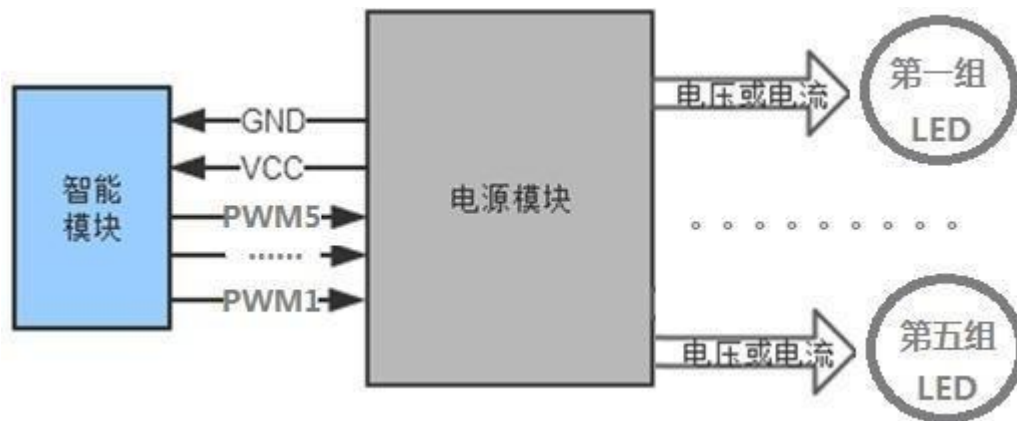 智能
模块
GND
VCC
PWM5
······
PWM1
电源模块
电压或电流
第一组
LED
。。。。。。。。。
电压或电流
第五组
LED